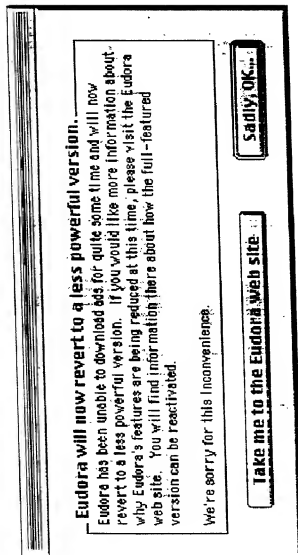 Eudora will now revert to a less powerful version.
Eudora has been unable to download ads for quite some time and will now
revert to a less powerful version. If you would like more information about
why Eudora's features are being reduced at this time, please visit the Eudora
web site. You will find information there about how the full-featured
version can be reactivated.
We're sorry for this inconvenience.
Take me to the Eudora web site
Sadly, OK...